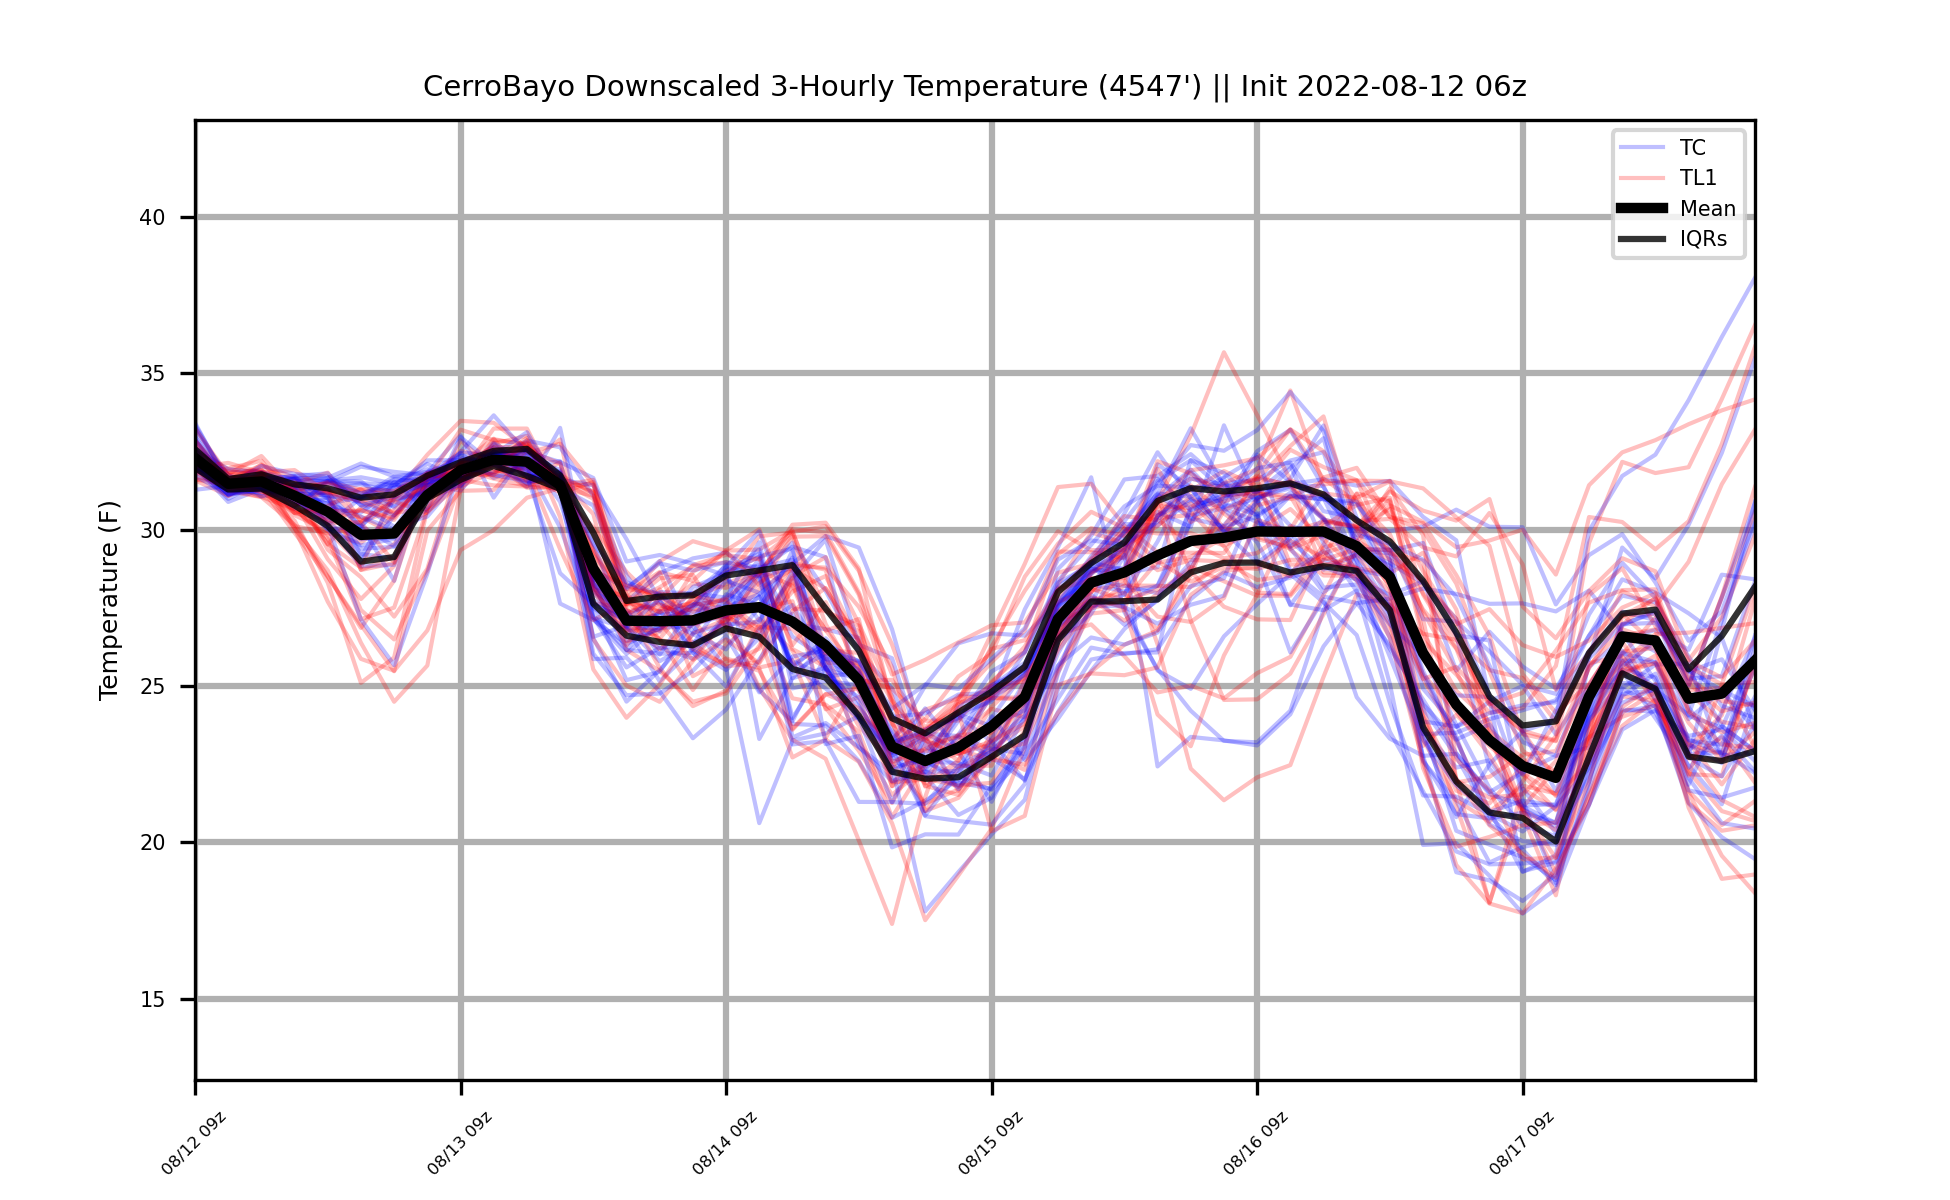 CerroBayo Downscaled 3-Hourly Temperature (4547') || Init 2022-08-12 06z
TC
TL1
Mean
IQRs
Temperature (F)
40
35
30
25
20
15
08/12 09z
08/13 09z
08/14 09z
08/15 09z
08/16 09z
08/17 09z